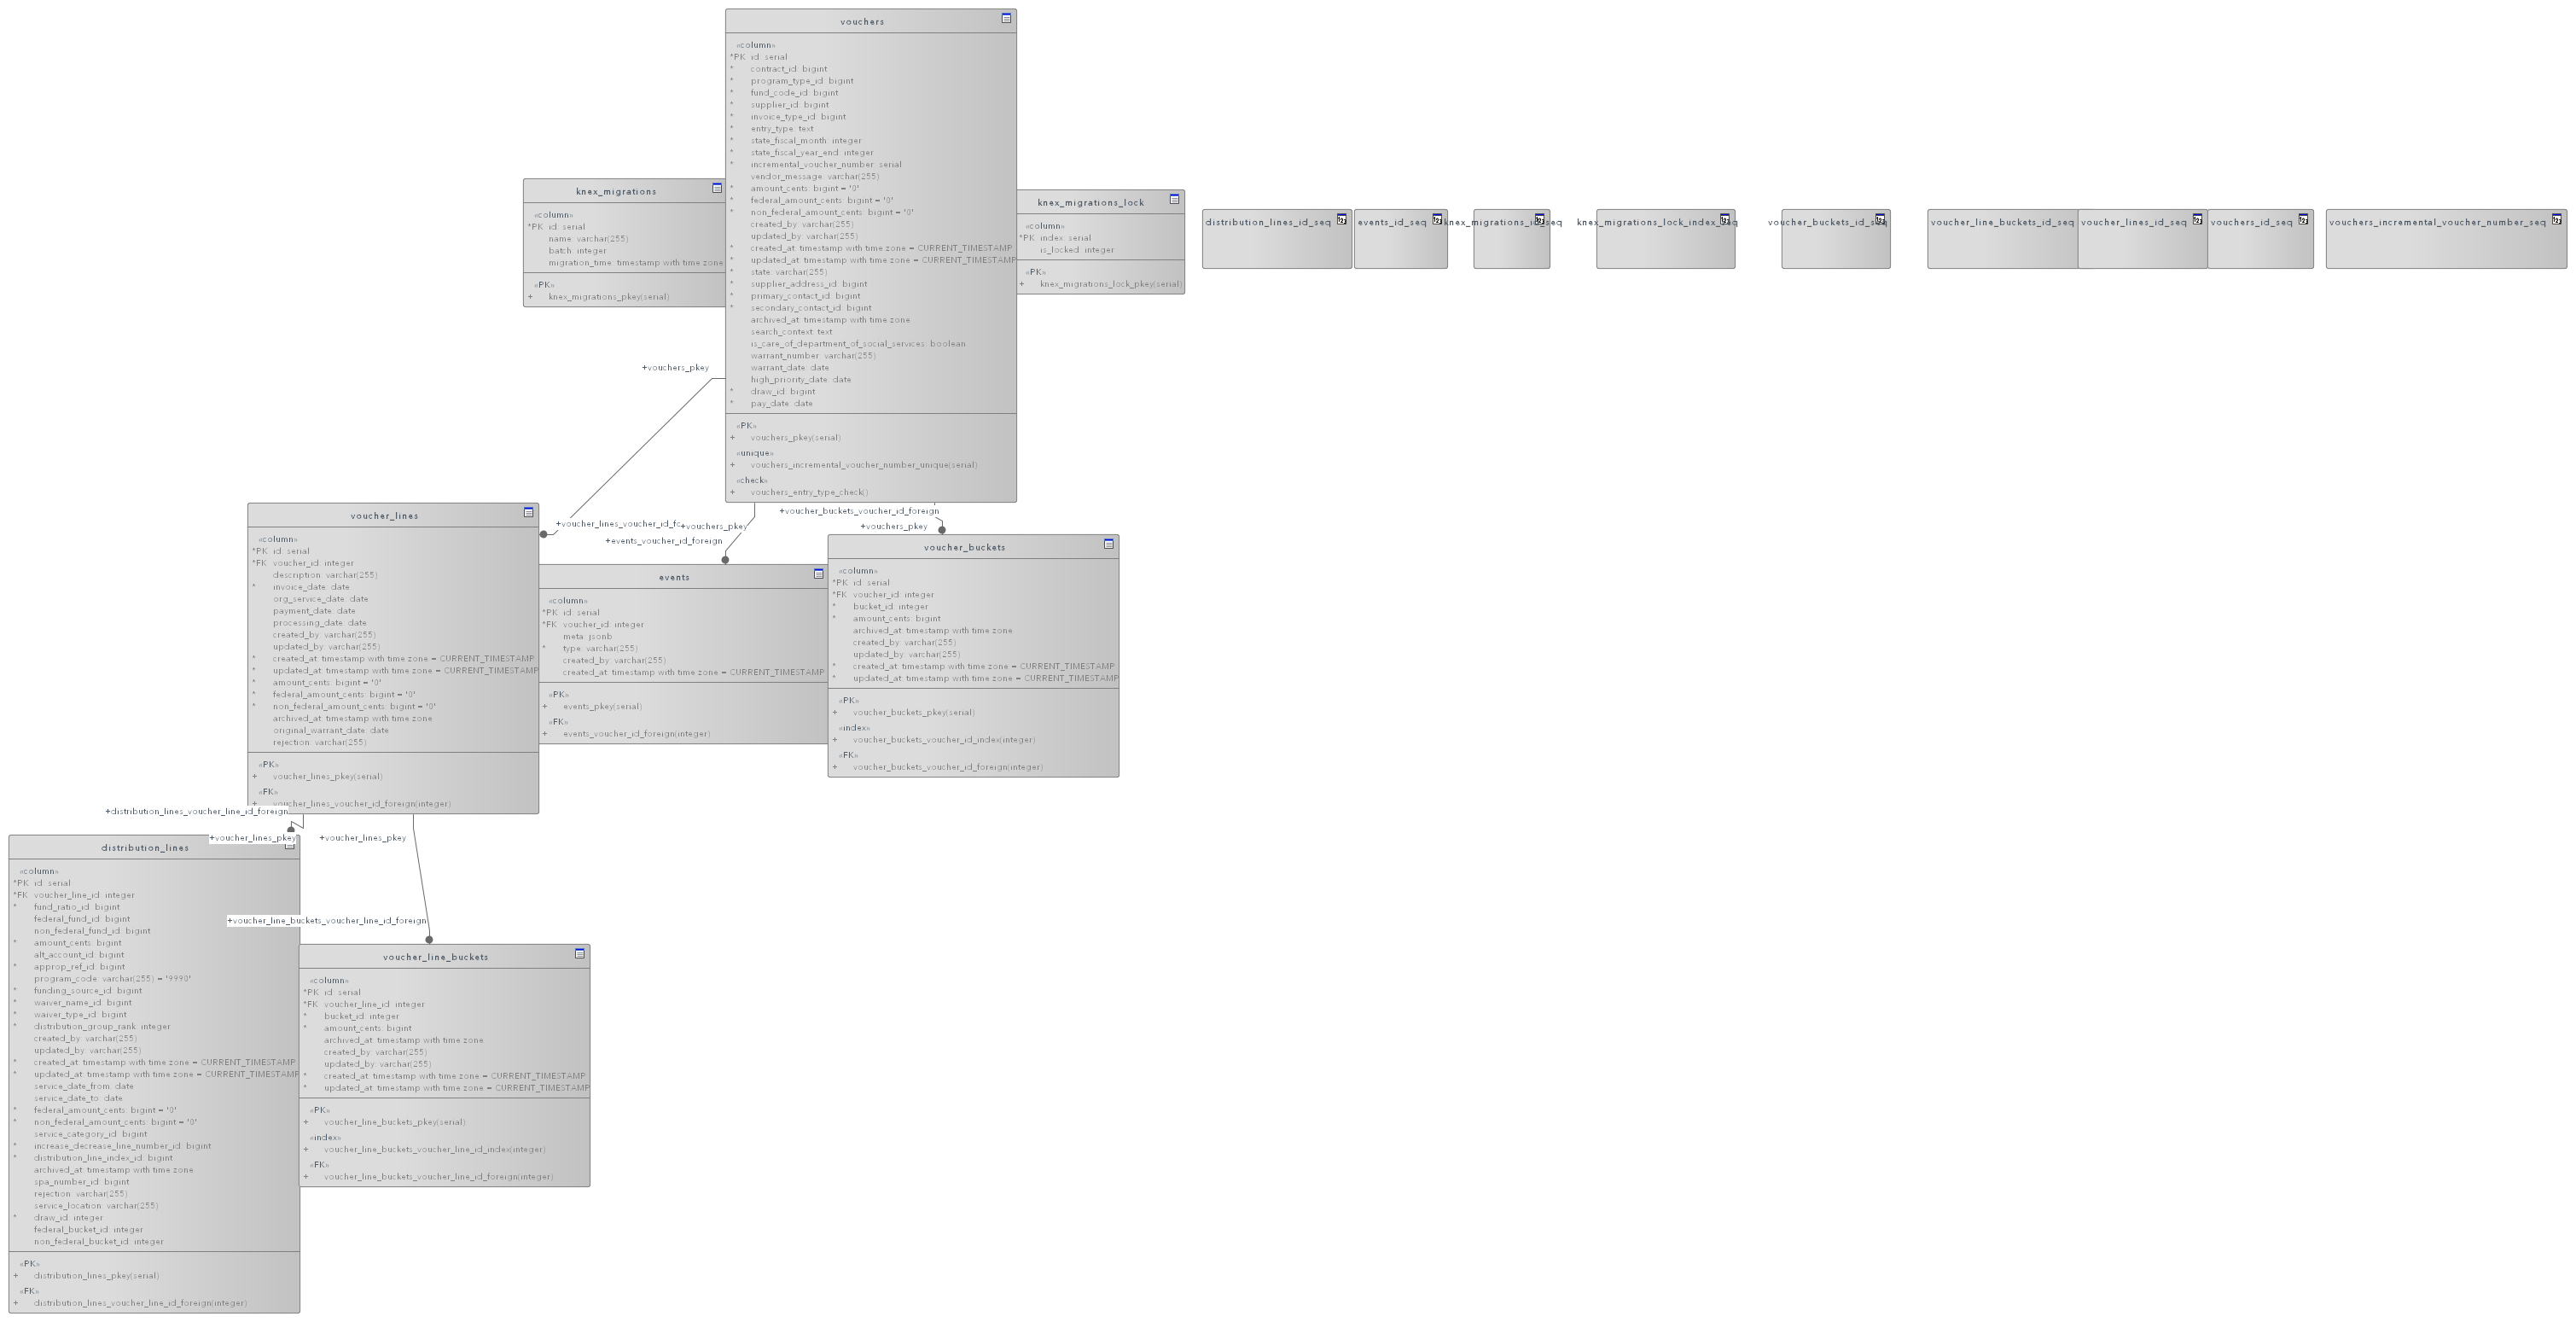 vouchers
«column»
*PK id: serial
* contract_id: bigint
* program_type_id: bigint
* fund_code_id: bigint
* supplier_id: bigint
* invoice_type_id: bigint
* entry_type: text
* state_fiscal_month: integer
* state_fiscal_year_end: integer
* incremental_voucher_number: serial
vendor_message: varchar(255)
* amount_cents: bigint = '0'
* federal_amount_cents: bigint = '0'
* non_federal_amount_cents: bigint = '0'
created_by: varchar(255)
updated_by: varchar(255)
* created_at: timestamp with time zone = CURRENT_TIMESTAMP
* updated_at: timestamp with time zone = CURRENT_TIMESTAMP
* state: varchar(255)
* supplier_address_id: bigint
* primary_contact_id: bigint
* secondary_contact_id: bigint
archived_at: timestamp with time zone
search_context: text
is_care_of_department_of_social_services: boolean
warrant_number: varchar(255)
warrant_date: date
high_priority_date: date
* draw_id: bigint
* pay_date: date
«PK»
+ vouchers_pkey(serial)
«unique»
+ vouchers_incremental_voucher_number_unique(serial)
«check»
+ vouchers_entry_type_check()
knex_migrations
«column»
*PK id: serial
name: varchar(255)
batch: integer
migration_time: timestamp with time zone
«PK»
+ knex_migrations_pkey(serial)
knex_migrations_lock
«column»
*PK index: serial
is_locked: integer
«PK»
+ knex_migrations_lock_pkey(serial)
distribution_lines_id_seq
events_id_seq
knex_migrations_id_seq
knex_migrations_lock_index_seq
voucher_buckets_id_seq
voucher_line_buckets_id_seq
voucher_lines_id_seq
vouchers_id_seq
vouchers_incremental_voucher_number_seq
+vouchers_pkey
+voucher_lines_voucher_id_fo
+vouchers_pkey
+events_voucher_id_foreign
+voucher_buckets_voucher_id_foreign
+vouchers_pkey
voucher_lines
«column»
*PK id: serial
*FK voucher_id: integer
description: varchar(255)
* invoice_date: date
org_service_date: date
payment_date: date
processing_date: date
created_by: varchar(255)
updated_by: varchar(255)
* created_at: timestamp with time zone = CURRENT_TIMESTAMP
* updated_at: timestamp with time zone = CURRENT_TIMESTAMP
* amount_cents: bigint = '0'
* federal_amount_cents: bigint = '0'
* non_federal_amount_cents: bigint = '0'
archived_at: timestamp with time zone
original_warrant_date: date
rejection: varchar(255)
«PK»
+ voucher_lines_pkey(serial)
«FK»
+ voucher_lines_voucher_id_foreign(integer)
events
«column»
*PK id: serial
*FK voucher_id: integer
meta: jsonb
* type: varchar(255)
created_by: varchar(255)
created_at: timestamp with time zone = CURRENT_TIMESTAMP
«PK»
+ events_pkey(serial)
«FK»
+ events_voucher_id_foreign(integer)
voucher_buckets
«column»
*PK id: serial
*FK voucher_id: integer
* bucket_id: integer
* amount_cents: bigint
archived_at: timestamp with time zone
created_by: varchar(255)
updated_by: varchar(255)
* created_at: timestamp with time zone = CURRENT_TIMESTAMP
* updated_at: timestamp with time zone = CURRENT_TIMESTAMP
«PK»
+ voucher_buckets_pkey(serial)
«index»
+ voucher_buckets_voucher_id_index(integer)
«FK»
+ voucher_buckets_voucher_id_foreign(integer)
+distribution_lines_voucher_line_id_foreign
+voucher_lines_pkey
+voucher_lines_pkey
+voucher_line_buckets_voucher_line_id_foreign
distribution_lines
«column»
*PK id: serial
*FK voucher_line_id: integer
* fund_ratio_id: bigint
federal_fund_id: bigint
non_federal_fund_id: bigint
* amount_cents: bigint
alt_account_id: bigint
* approp_ref_id: bigint
program_code: varchar(255) = '9990'
* funding_source_id: bigint
* waiver_name_id: bigint
* waiver_type_id: bigint
* distribution_group_rank: integer
created_by: varchar(255)
updated_by: varchar(255)
* created_at: timestamp with time zone = CURRENT_TIMESTAMP
* updated_at: timestamp with time zone = CURRENT_TIMESTAMP
service_date_from: date
service_date_to: date
* federal_amount_cents: bigint = '0'
* non_federal_amount_cents: bigint = '0'
service_category_id: bigint
* increase_decrease_line_number_id: bigint
* distribution_line_index_id: bigint
archived_at: timestamp with time zone
spa_number_id: bigint
rejection: varchar(255)
service_location: varchar(255)
* draw_id: integer
federal_bucket_id: integer
non_federal_bucket_id: integer
«PK»
+ distribution_lines_pkey(serial)
«FK»
+ distribution_lines_voucher_line_id_foreign(integer)
voucher_line_buckets
«column»
*PK id: serial
*FK voucher_line_id: integer
* bucket_id: integer
* amount_cents: bigint
archived_at: timestamp with time zone
created_by: varchar(255)
updated_by: varchar(255)
* created_at: timestamp with time zone = CURRENT_TIMESTAMP
* updated_at: timestamp with time zone = CURRENT_TIMESTAMP
«PK»
+ voucher_line_buckets_pkey(serial)
«index»
+ voucher_line_buckets_voucher_line_id_index(integer)
«FK»
+ voucher_line_buckets_voucher_line_id_foreign(integer)